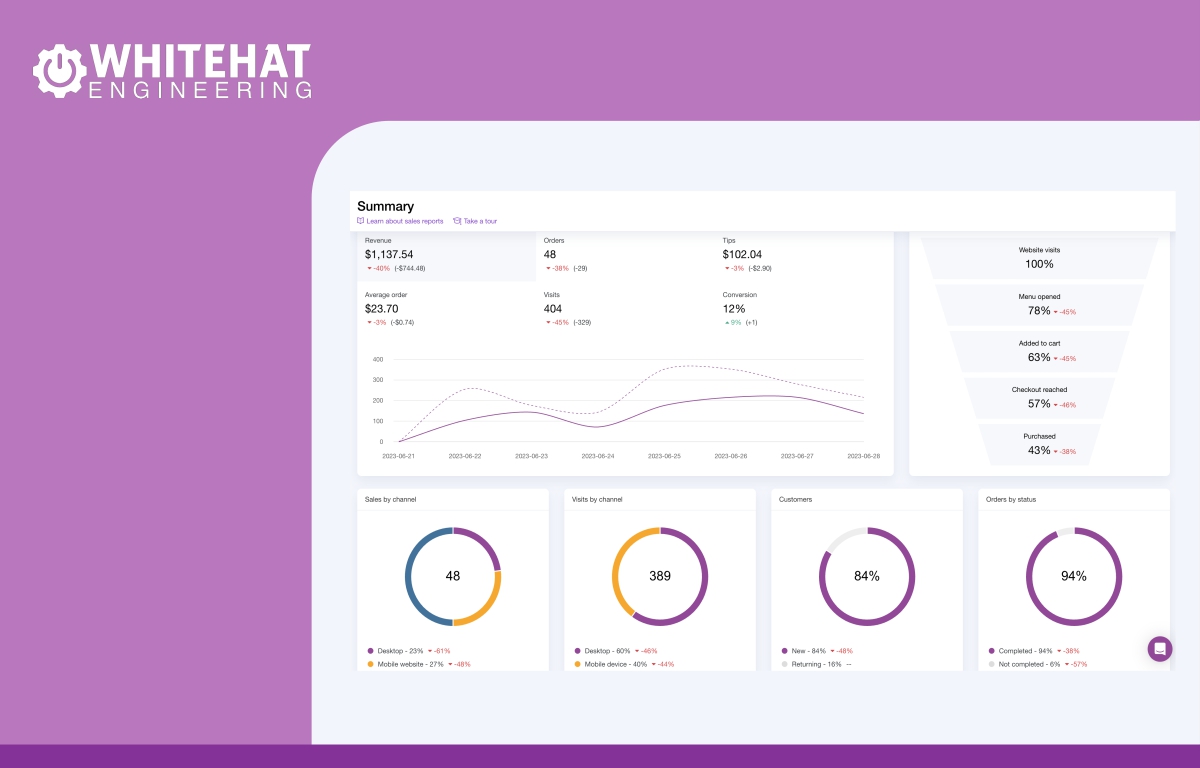 WHITEHAT
ENGINEERING
Summary
Learn about sales reports Take a tour
Revenue
$1,137.54
-40% (-$744.48)
Orders
48
-38% (-29)
Tips
$102.04
-3% (-$2.90)
Average order
$23.70
-3% (-$0.74)
Visits
404
-45% (-329)
Conversion
12%
9% (+1)
400
300
200
100
0
2023-06-21 2023-06-22 2023-06-23 2023-06-24 2023-06-25 2023-06-26 2023-06-27 2023-06-28
Website visits
100%
Menu opened
78% -45%
Added to cart
63% -45%
Checkout reached
57% -46%
Purchased
43% -38%
Sales by channel
48
Desktop - 23% -61%
Mobile website - 27% -48%
Visits by channel
389
Desktop - 60% -46%
Mobile device - 40% -44%
Customers
84%
New - 84% -48%
Returning - 16% --
Orders by status
94%
Completed - 94% -38%
Not completed - 6% -57%